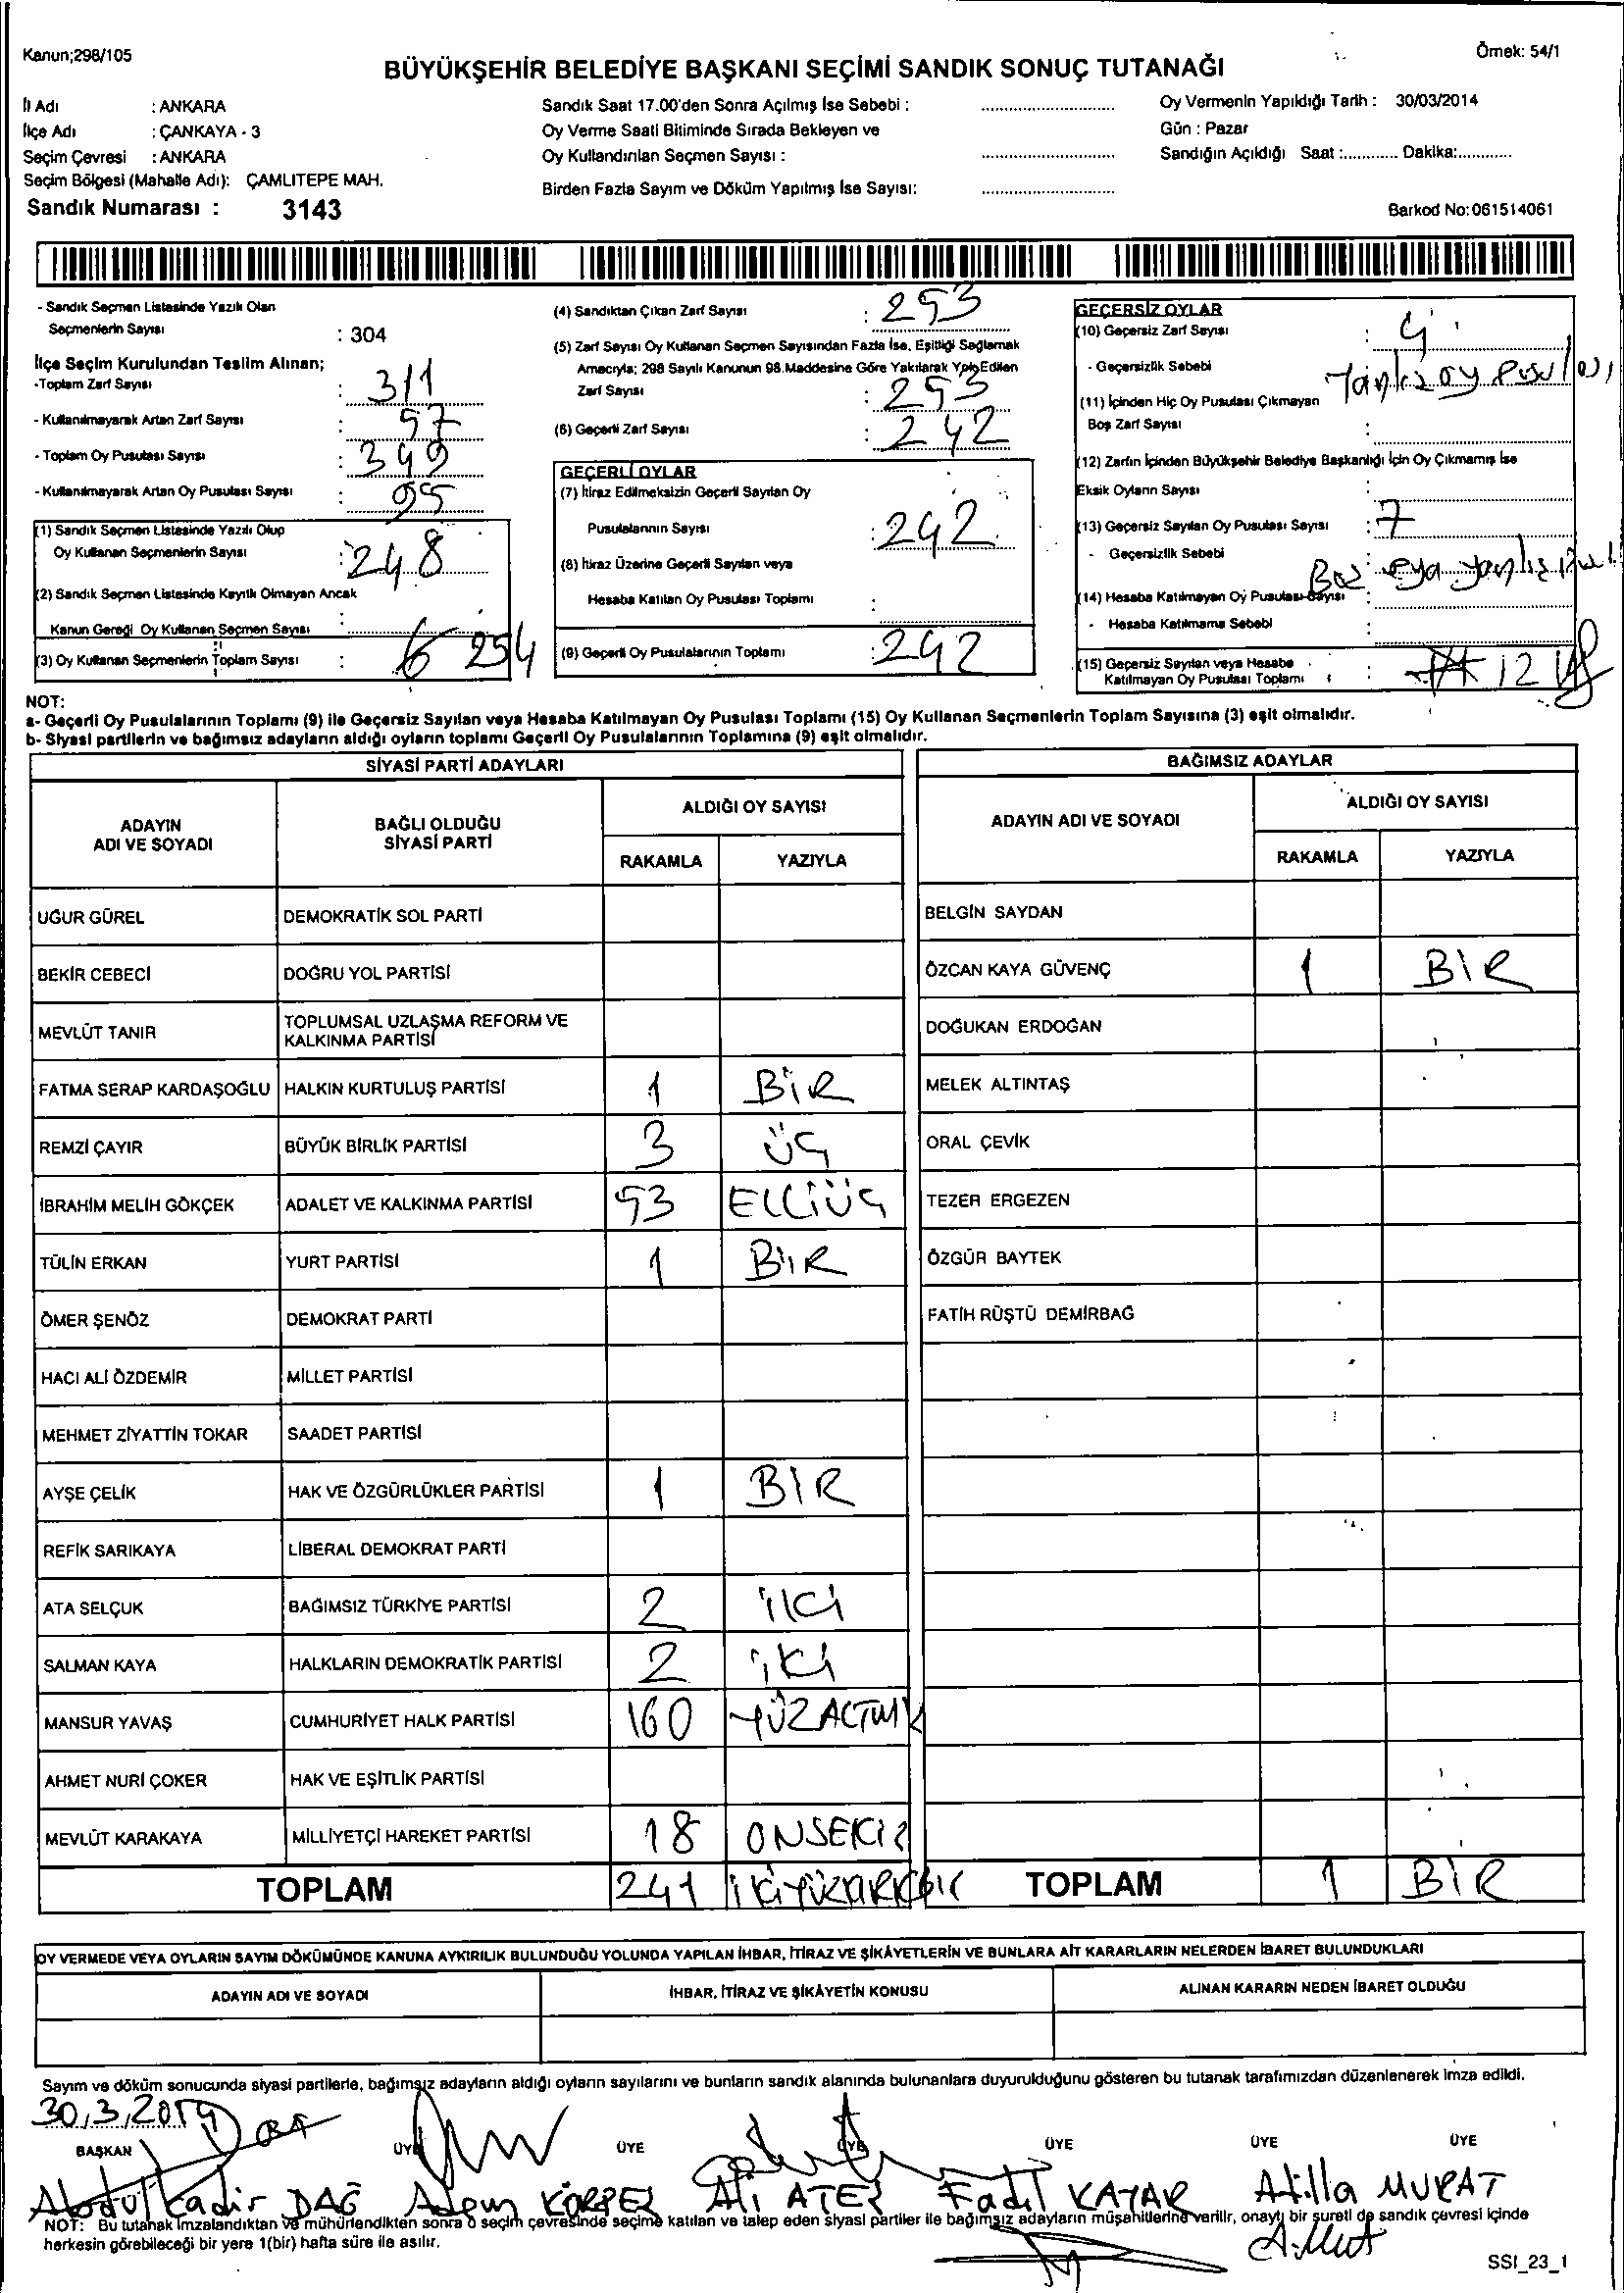 Kanun;298/105
Örnek: 54/1
BÜYÜKŞEHİR BELEDİYE BAŞKANI SEÇİMİ SANDIK SONUÇ TUTANAĞI
İl Adı : ANKARA
İlçe Adı : ÇANKAYA - 3
Seçim Çevresi : ANKARA
Seçim Bölgesi (Mahalle Adı): ÇAMLITEPE MAH.
Sandık Numarası : 3143
Sandık Saat 17.00'den Sonra Açılmış İse Sebebi :
Oy Verme Saati Bitiminde Sırada Bekleyen ve
Oy Kullandırılan Seçmen Sayısı :
Birden Fazla Sayım ve Döküm Yapılmış İse Sayısı:
Oy Vermenin Yapıldığı Tarih : 30/03/2014
Gün : Pazar
Sandığın Açıldığı Saat :............ Dakika:............
Barkod No:061514061
- Sandık Seçmen Listesinde Yazılı Olan
Seçmenlerin Sayısı : 304
İlçe Seçim Kurulundan Teslim Alınan;
-Toplam Zarf Sayısı : 311
- Kullanılmayarak Artan Zarf Sayısı : 57
- Toplam Oy Pusulası Sayısı : 349
- Kullanılmayarak Artan Oy Pusulası Sayısı : 95
(1) Sandık Seçmen Listesinde Yazılı Olup
Oy Kullanan Seçmenlerin Sayısı : 248
(2) Sandık Seçmen Listesinde Kayıtlı Olmayan Ancak
Kanun Gereği Oy Kullanan Seçmen Sayısı : 6
(3) Oy Kullanan Seçmenlerin Toplam Sayısı : 254
(4) Sandıktan Çıkan Zarf Sayısı : 253
(5) Zarf Sayısı Oy Kullanan Seçmen Sayısından Fazla İse, Eşitliği Sağlamak
Amacıyla; 298 Sayılı Kanunun 98.Maddesine Göre Yakılarak Yok Edilen
Zarf Sayısı : 253
(6) Geçerli Zarf Sayısı : 242
GEÇERLİ OYLAR
(7) İtiraz Edilmeksizin Geçerli Sayılan Oy
Pusulalarının Sayısı : 242
(8) İtiraz Üzerine Geçerli Sayılan veya
Hesaba Katılan Oy Pusulası Toplamı :
(9) Geçerli Oy Pusulalarının Toplamı : 242
GEÇERSİZ OYLAR
(10) Geçersiz Zarf Sayısı : 4
- Geçersizlik Sebebi : Yanlız oy pusulası
(11) İçinden Hiç Oy Pusulası Çıkmayan
Boş Zarf Sayısı :
(12) Zarfın İçinden Büyükşehir Belediye Başkanlığı İçin Oy Çıkmamış İse
Eksik Oyların Sayısı :
(13) Geçersiz Sayılan Oy Pusulası Sayısı : 7
- Geçersizlik Sebebi : Boş veya yanlış
(14) Hesaba Katılmayan Oy Pusulası Sayısı :
- Hesaba Katılmama Sebebi :
(15) Geçersiz Sayılan veya Hesaba
Katılmayan Oy Pusulası Toplamı : 12
NOT:
a- Geçerli Oy Pusulalarının Toplamı (9) ile Geçersiz Sayılan veya Hesaba Katılmayan Oy Pusulası Toplamı (15) Oy Kullanan Seçmenlerin Toplam Sayısına (3) eşit olmalıdır.
b- Siyasi partilerin ve bağımsız adayların aldığı oyların toplamı Geçerli Oy Pusulalarının Toplamına (9) eşit olmalıdır.
SİYASİ PARTİ ADAYLARI
ADAYIN ADI VE SOYADI BAĞLI OLDUĞU SİYASİ PARTİ ALDIĞI OY SAYISI
RAKAMLA YAZIYLA
UĞUR GÜREL DEMOKRATİK SOL PARTİ
BEKİR CEBECİ DOĞRU YOL PARTİSİ
MEVLÜT TANIR TOPLUMSAL UZLAŞMA REFORM VE KALKINMA PARTİSİ
FATMA SERAP KARDAŞOĞLU HALKIN KURTULUŞ PARTİSİ 1 BİR
REMZİ ÇAYIR BÜYÜK BİRLİK PARTİSİ 3 ÜÇ
İBRAHİM MELİH GÖKÇEK ADALET VE KALKINMA PARTİSİ 53 ELLİÜÇ
TÜLİN ERKAN YURT PARTİSİ 1 BİR
ÖMER ŞENÖZ DEMOKRAT PARTİ
HACI ALİ ÖZDEMİR MİLLET PARTİSİ
MEHMET ZİYATTİN TOKAR SAADET PARTİSİ
AYŞE ÇELİK HAK VE ÖZGÜRLÜKLER PARTİSİ 1 BİR
REFİK SARIKAYA LİBERAL DEMOKRAT PARTİ
ATA SELÇUK BAĞIMSIZ TÜRKİYE PARTİSİ 2 İKİ
SALMAN KAYA HALKLARIN DEMOKRATİK PARTİSİ 2 İKİ
MANSUR YAVAŞ CUMHURİYET HALK PARTİSİ 160 YÜZALTMIŞ
AHMET NURİ ÇOKER HAK VE EŞİTLİK PARTİSİ
MEVLÜT KARAKAYA MİLLİYETÇİ HAREKET PARTİSİ 18 ONSEKİZ
TOPLAM 241 İKİYÜZKIRKBİR
BAĞIMSIZ ADAYLAR
ADAYIN ADI VE SOYADI ALDIĞI OY SAYISI
RAKAMLA YAZIYLA
BELGİN SAYDAN
ÖZCAN KAYA GÜVENÇ 1 BİR
DOĞUKAN ERDOĞAN
MELEK ALTINTAŞ
ORAL ÇEVİK
TEZER ERGEZEN
ÖZGÜR BAYTEK
FATİH RÜŞTÜ DEMİRBAĞ
TOPLAM 1 BİR
OY VERMEDE VEYA OYLARIN SAYIM DÖKÜMÜNDE KANUNA AYKIRILIK BULUNDUĞU YOLUNDA YAPILAN İHBAR, İTİRAZ VE ŞİKÂYETLERİN VE BUNLARA AİT KARARLARIN NELERDEN İBARET BULUNDUKLARI
ADAYIN ADI VE SOYADI İHBAR, İTİRAZ VE ŞİKÂYETİN KONUSU ALINAN KARARIN NEDEN İBARET OLDUĞU
Sayım ve döküm sonucunda siyasi partilerle, bağımsız adayların aldığı oyların sayılarını ve bunların sandık alanında bulunanlara duyurulduğunu gösteren bu tutanak tarafımızdan düzenlenerek imza edildi.
30,3,2014
BAŞKAN ÜYE ÜYE ÜYE ÜYE ÜYE ÜYE
Abdulkadir DAĞ Adem KÖRPEZ Ali ATEŞ Fadıl KAYAR Atilla MURAT
NOT: Bu tutanak imzalandıktan ve mühürlendikten sonra o seçim çevresinde seçime katılan ve talep eden siyasi partiler ile bağımsız adayların müşahitlerine verilir, onaylı bir sureti de sandık çevresi içinde
herkesin görebileceği bir yere 1(bir) hafta süre ile asılır.
SSI_23_1